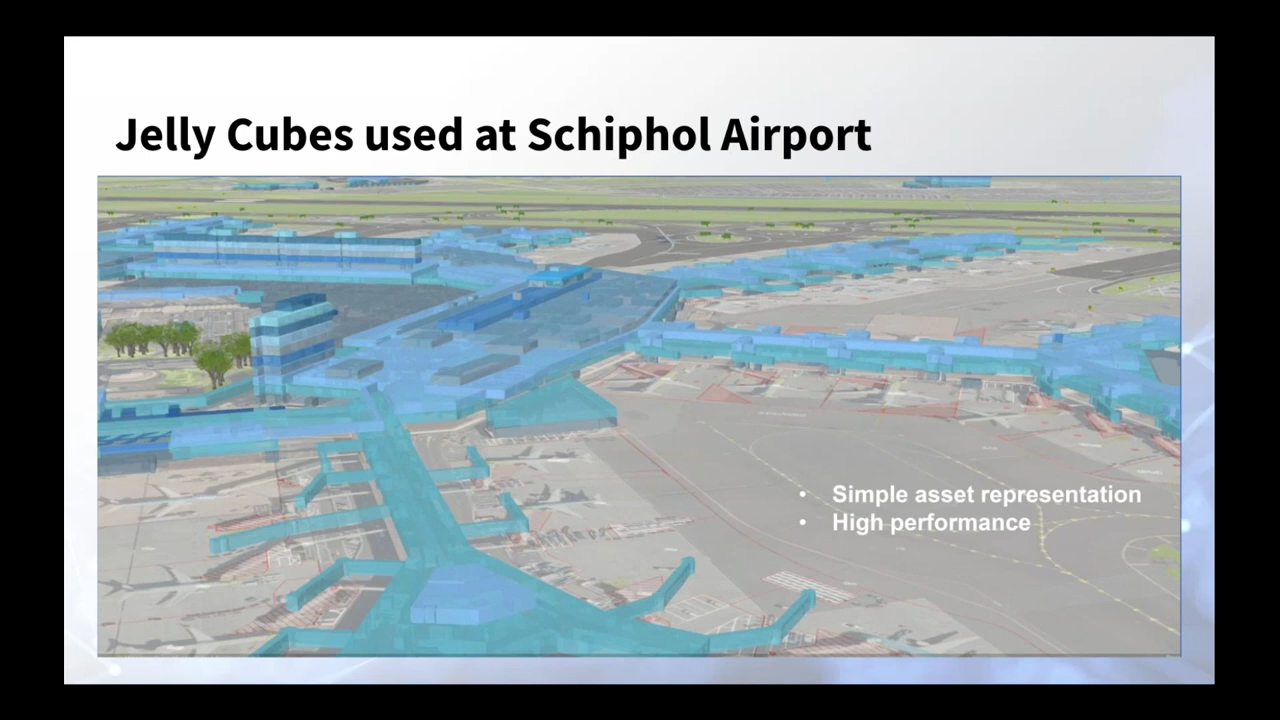 Jelly Cubes used at Schiphol Airport
• Simple asset representation
• High performance